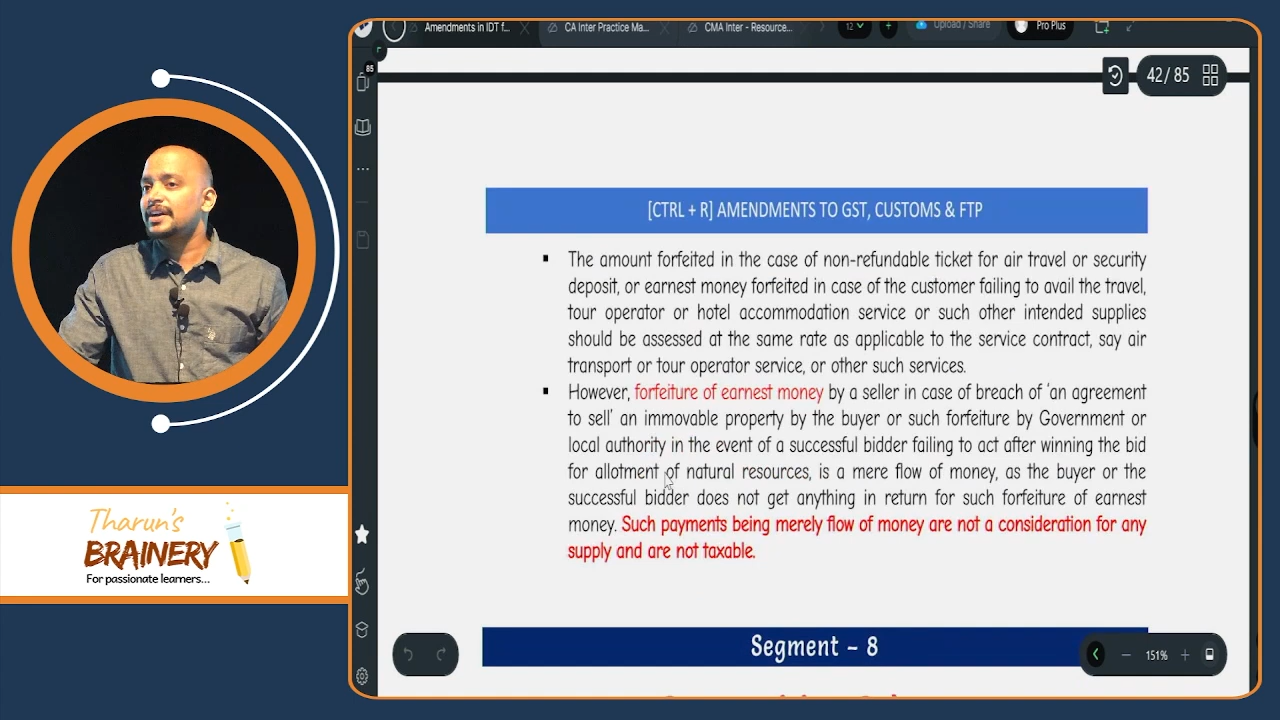 Amendments in IDT f...
CA Inter Practice Ma...
CMA Inter - Resource...
12
Upload / Share
Pro Plus
85
42/ 85
[CTRL + R] AMENDMENTS TO GST, CUSTOMS & FTP
▪ The amount forfeited in the case of non-refundable ticket for air travel or security
deposit, or earnest money forfeited in case of the customer failing to avail the travel,
tour operator or hotel accommodation service or such other intended supplies
should be assessed at the same rate as applicable to the service contract, say air
transport or tour operator service, or other such services.
▪ However, forfeiture of earnest money by a seller in case of breach of ‘an agreement
to sell’ an immovable property by the buyer or such forfeiture by Government or
local authority in the event of a successful bidder failing to act after winning the bid
for allotment of natural resources, is a mere flow of money, as the buyer or the
successful bidder does not get anything in return for such forfeiture of earnest
money. Such payments being merely flow of money are not a consideration for any
supply and are not taxable.
Segment – 8
151%
Tharun's
BRAINERY
For passionate learners...